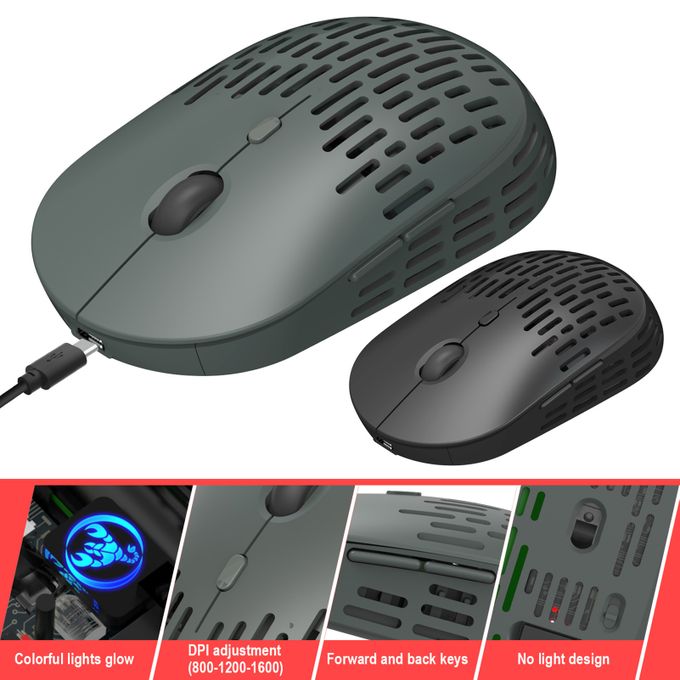 Colorful lights glow
DPI adjustment
(800-1200-1600)
Forward and back keys
No light design